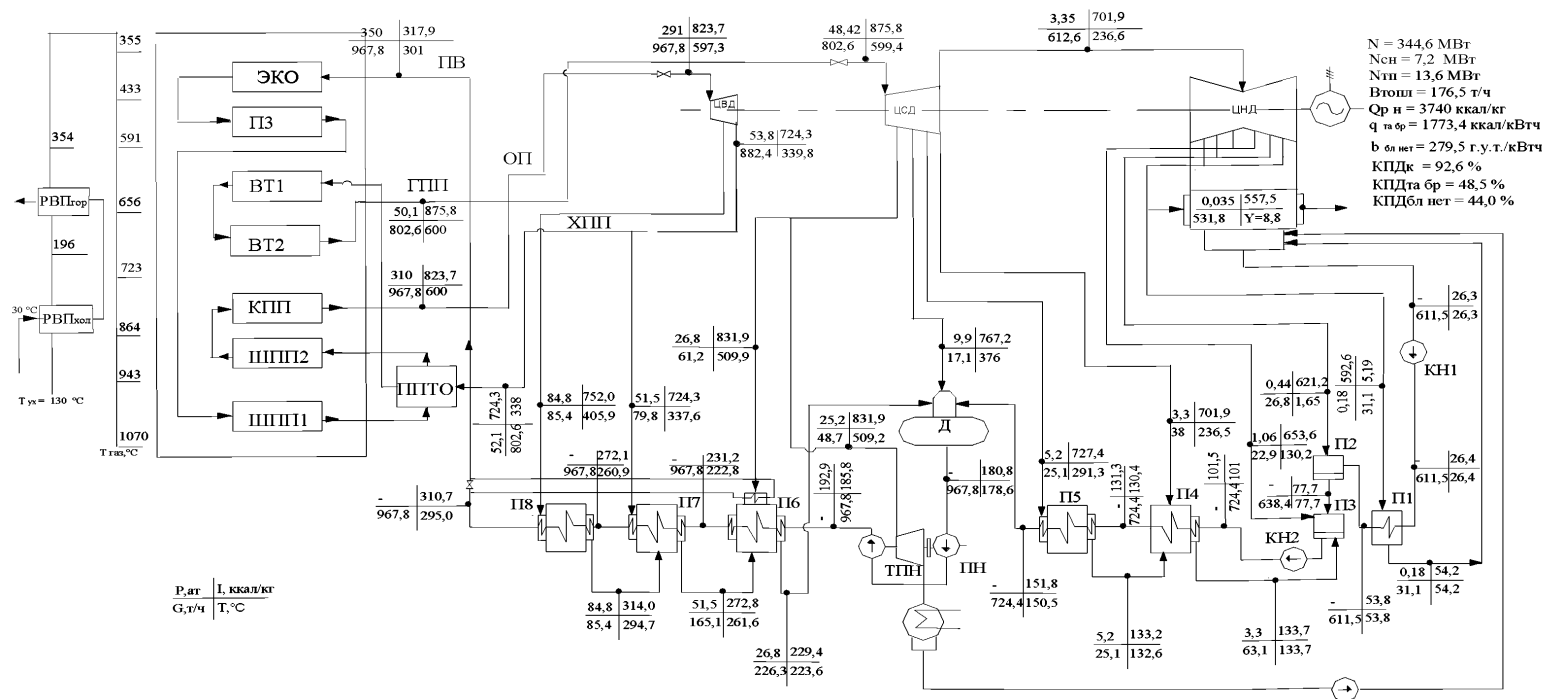 355
433
591
656
723
864
943
1070
T газ,°C
354
РВПгор
196
30 °C
РВПхол
T ух = 130 °C
ЭКО
ПЗ
ВТ1
ВТ2
КПП
ШПП2
ШПП1
ППТО
350 317,9
967,8 301
ПВ
ОП
ГПП
50,1 875,8
802,6 600
ХПП
310 823,7
967,8 600
52,1 724,3
802,6 338
291 823,7
967,8 597,3
ЦВД
53,8 724,3
882,4 339,8
48,42 875,8
802,6 599,4
ЦСД
3,35 701,9
612,6 236,6
ЦНД
0,035 557,5
531,8 Y=8,8
N = 344,6 МВт
Nсн = 7,2 МВт
Nтп = 13,6 МВт
Bтопл = 176,5 т/ч
Qр н = 3740 ккал/кг
q та бр = 1773,4 ккал/кВтч
b бл нет = 279,5 г.у.т./кВтч
КПДк = 92,6 %
КПДта бр = 48,5 %
КПДбл нет = 44,0 %
- 26,3
611,5 26,3
КН1
26,8 831,9
61,2 509,9
9,9 767,2
17,1 376
84,8 752,0
85,4 405,9
51,5 724,3
79,8 337,6
25,2 831,9
48,7 509,2
Д
3,3 701,9
38 236,5
0,44 621,2
26,8 1,65
0,18 592,6
31,1 5,19
1,06 653,6
22,9 130,2
П2
- 77,7
638,4 77,7
П3
- 26,4
611,5 26,4
П1
- 272,1
967,8 260,9
- 231,2
967,8 222,8
- 192,9
967,8 185,8
- 180,8
967,8 178,6
5,2 727,4
25,1 291,3
- 131,3
724,4 130,4
- 101,5
724,4 101
- 310,7
967,8 295,0
П8
П7
П6
ТПН
ПН
П5
П4
КН2
- 151,8
724,4 150,5
0,18 54,2
31,1 54,2
- 53,8
611,5 53,8
P,ат I, ккал/кг
G,т/ч T,°C
84,8 314,0
85,4 294,7
51,5 272,8
165,1 261,6
26,8 229,4
226,3 223,6
5,2 133,2
25,1 132,6
3,3 133,7
63,1 133,7